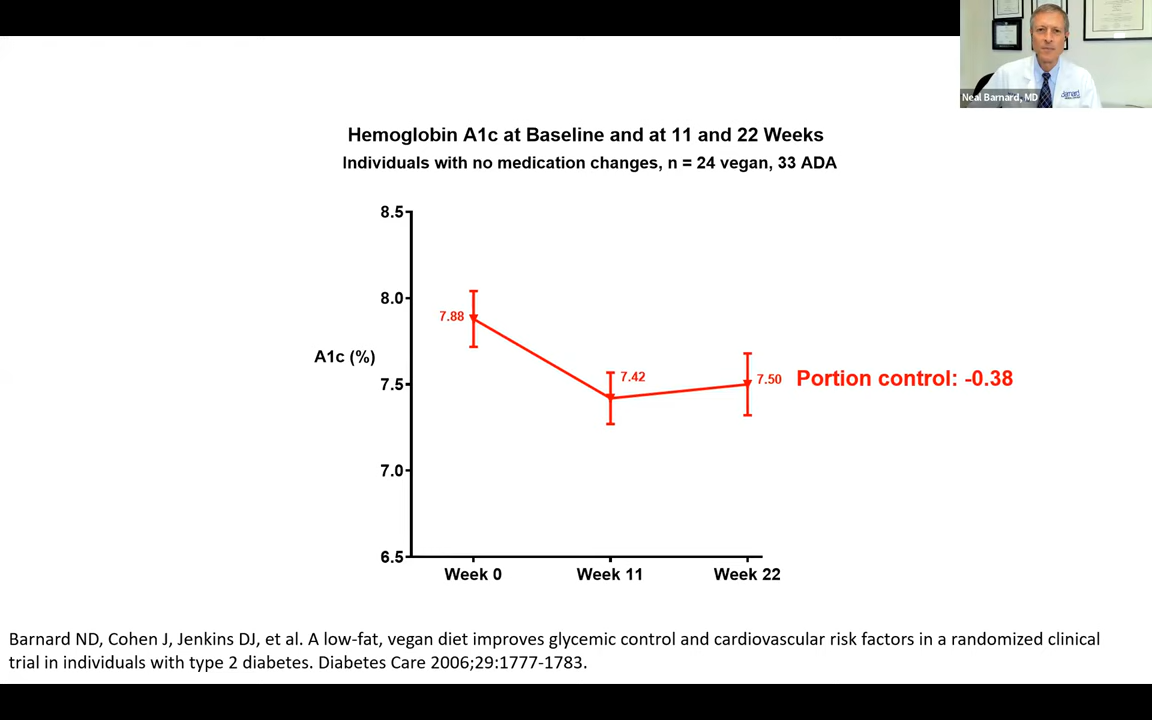 Neal Barnard, MD
Hemoglobin A1c at Baseline and at 11 and 22 Weeks
Individuals with no medication changes, n = 24 vegan, 33 ADA
8.5
8.0
7.88
A1c (%)
7.42
7.5
7.50
Portion control: -0.38
7.0
6.5
Week 0
Week 11
Week 22
Barnard ND, Cohen J, Jenkins DJ, et al. A low-fat, vegan diet improves glycemic control and cardiovascular risk factors in a randomized clinical
trial in individuals with type 2 diabetes. Diabetes Care 2006;29:1777-1783.